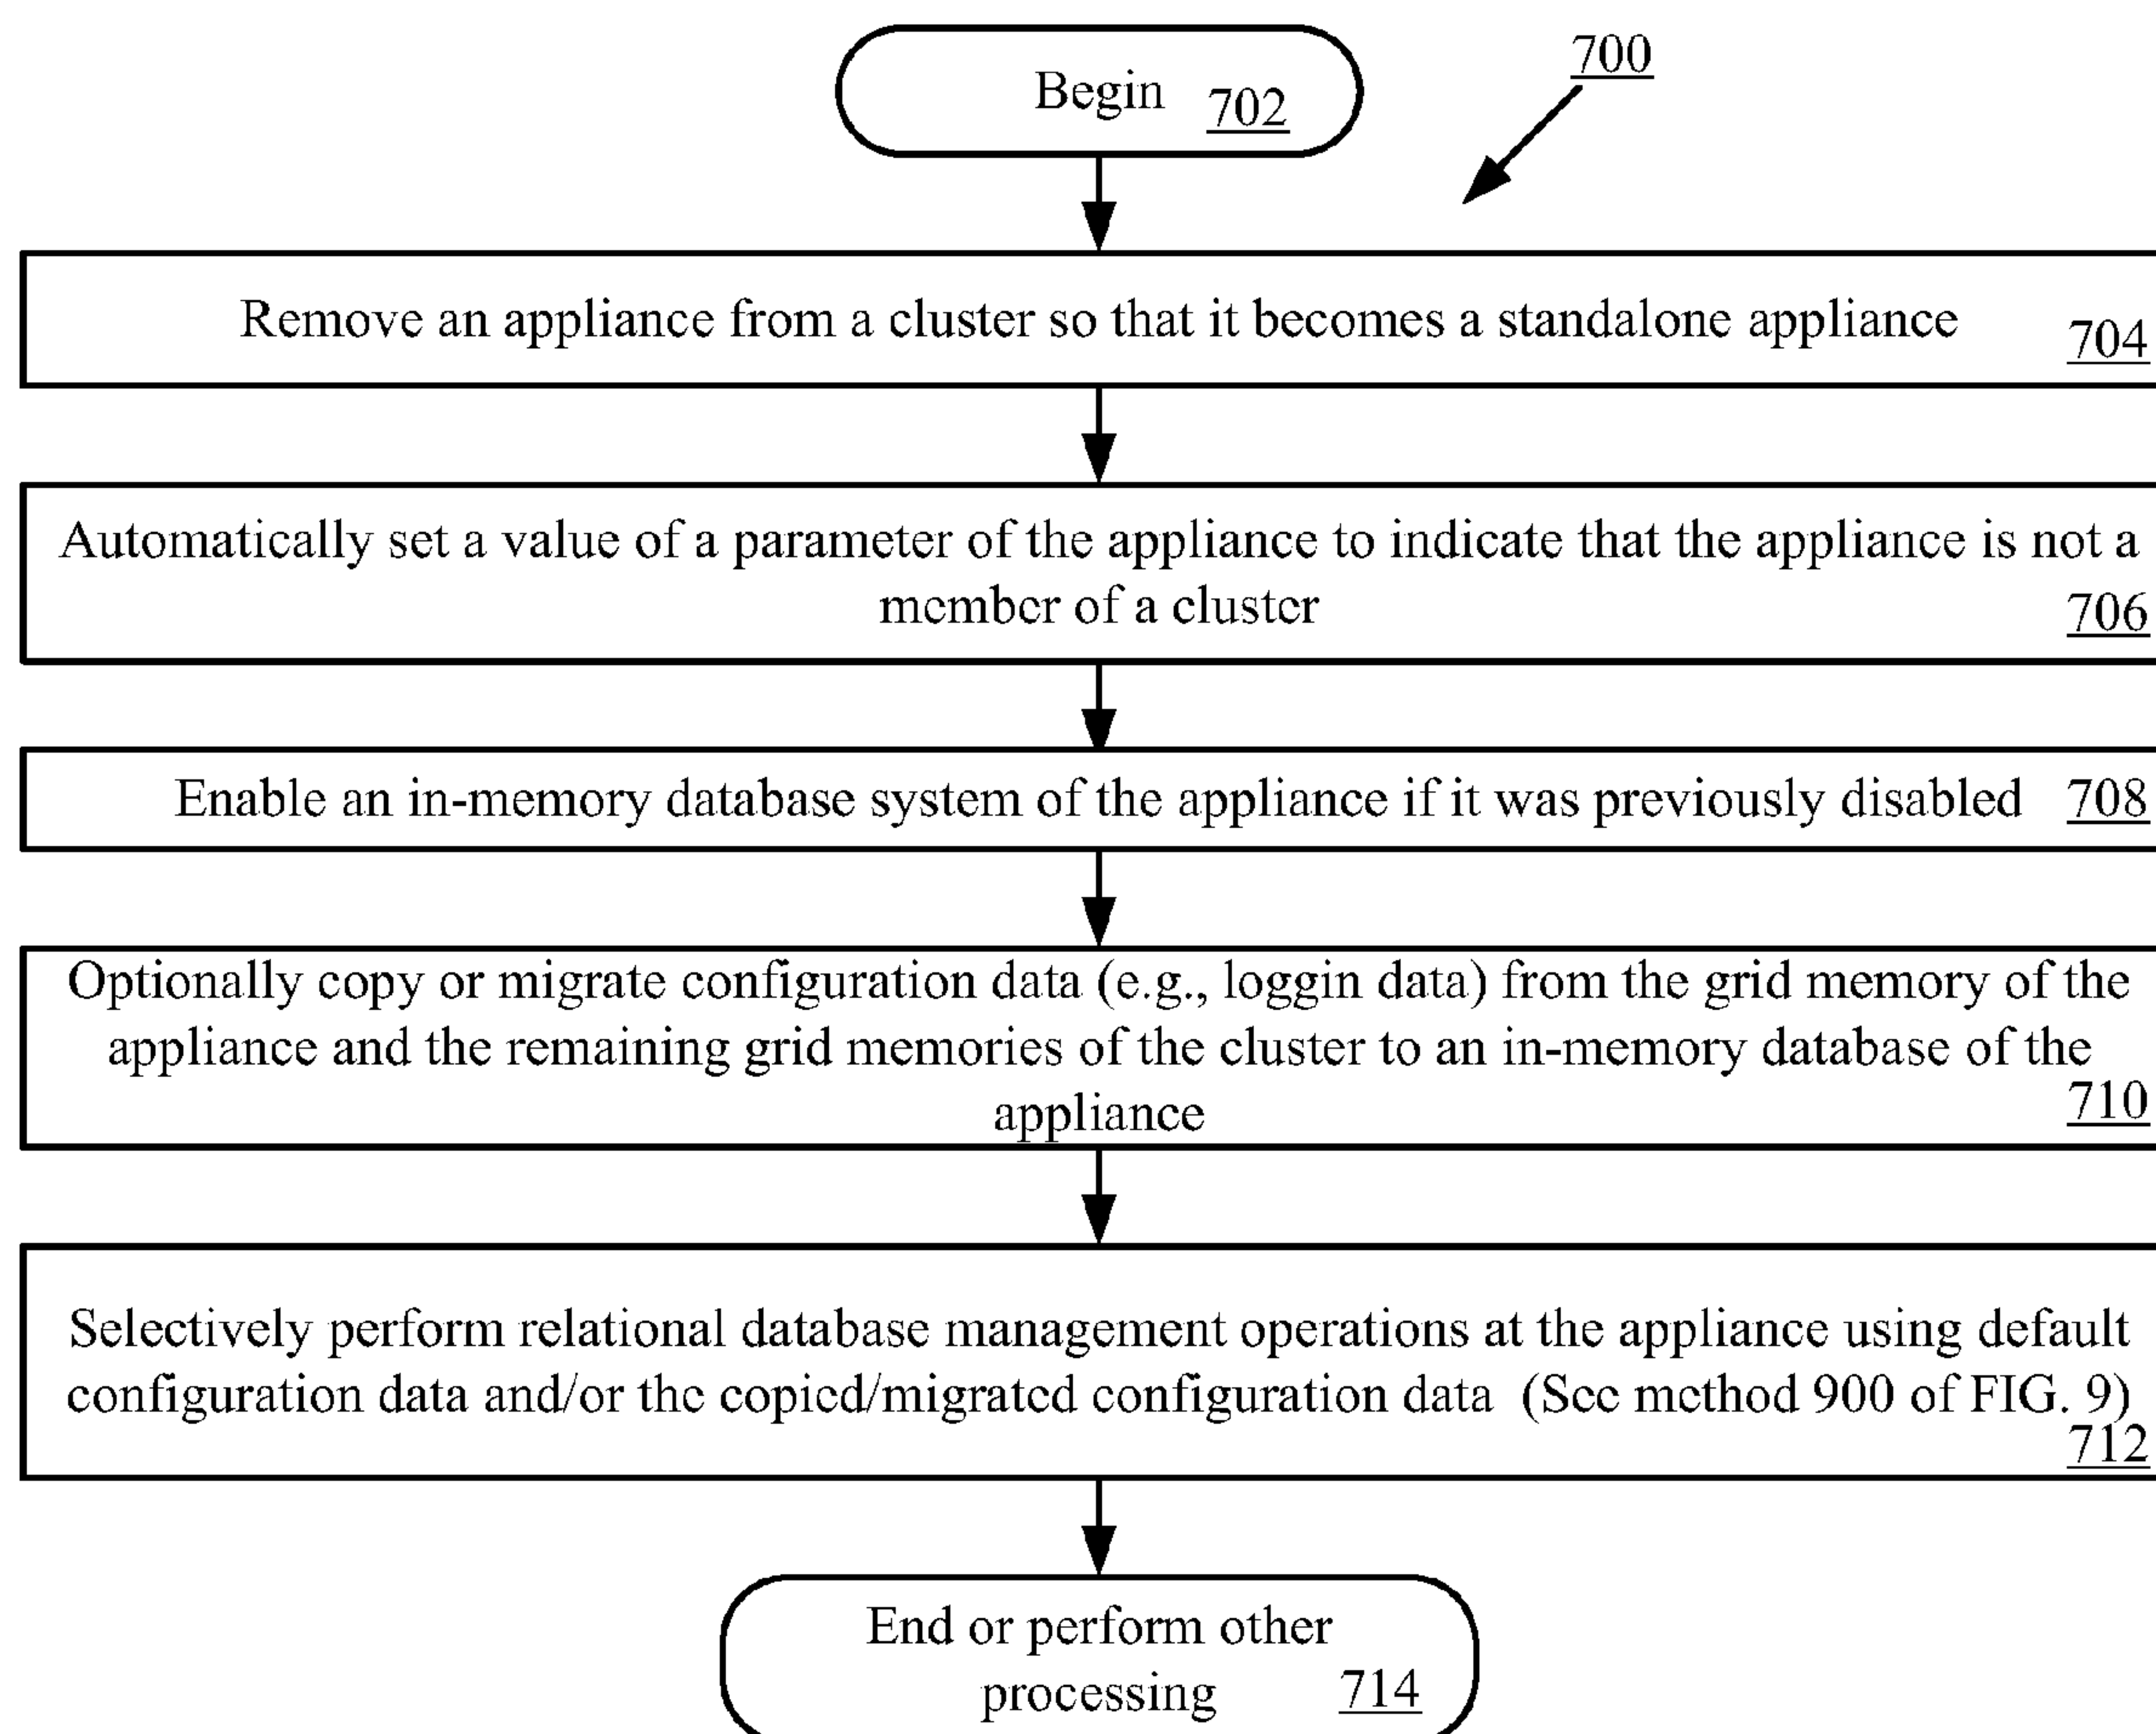 Begin 702
700
Remove an appliance from a cluster so that it becomes a standalone appliance
704
Automatically set a value of a parameter of the appliance to indicate that the appliance is not a
member of a cluster
706
Enable an in-memory database system of the appliance if it was previously disabled 708
Optionally copy or migrate configuration data (e.g., loggin data) from the grid memory of the
appliance and the remaining grid memories of the cluster to an in-memory database of the
appliance
710
Selectively perform relational database management operations at the appliance using default
configuration data and/or the copied/migrated configuration data (See method 900 of FIG. 9)
712
End or perform other
processing 714